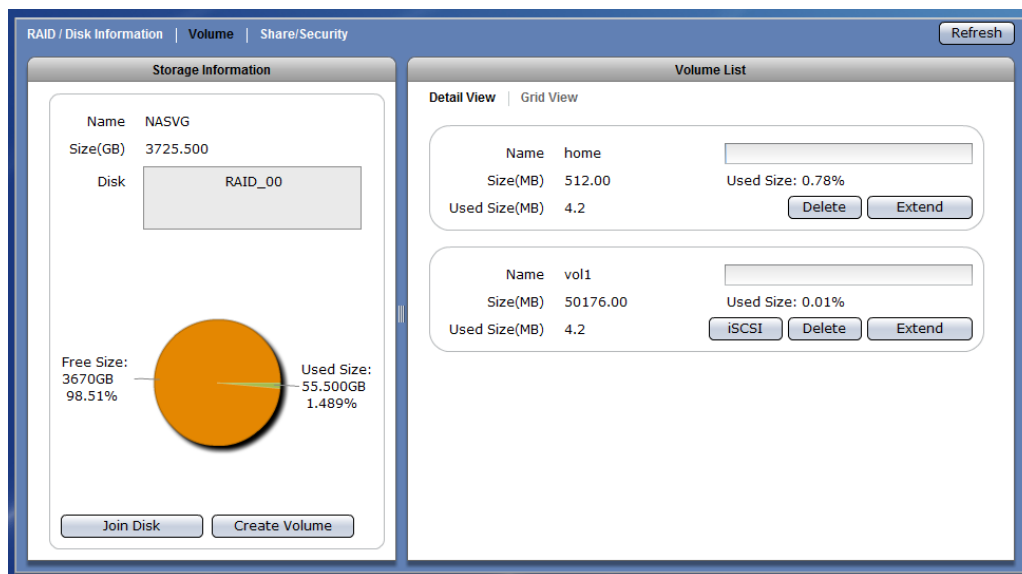 RAID / Disk Information | Volume | Share/Security
Refresh
Storage Information
Name NASVG
Size(GB) 3725.500
Disk RAID_00
Free Size:
3670GB
98.51%
Used Size:
55.500GB
1.489%
Join Disk
Create Volume
Volume List
Detail View | Grid View
Name home
Size(MB) 512.00 Used Size: 0.78%
Used Size(MB) 4.2 Delete Extend
Name vol1
Size(MB) 50176.00 Used Size: 0.01%
Used Size(MB) 4.2 iSCSI Delete Extend